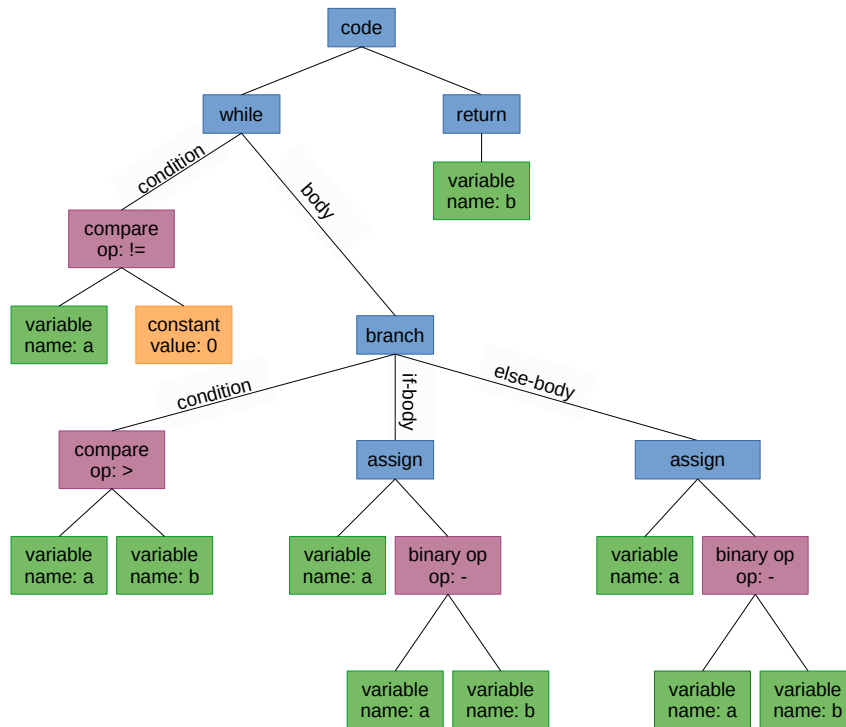 code
while
return
condition
body
variable
name: b
compare
op: !=
variable
name: a
constant
value: 0
branch
condition
if-body
else-body
compare
op: >
assign
assign
variable
name: a
variable
name: b
variable
name: a
binary op
op: -
variable
name: a
binary op
op: -
variable
name: a
variable
name: b
variable
name: a
variable
name: b